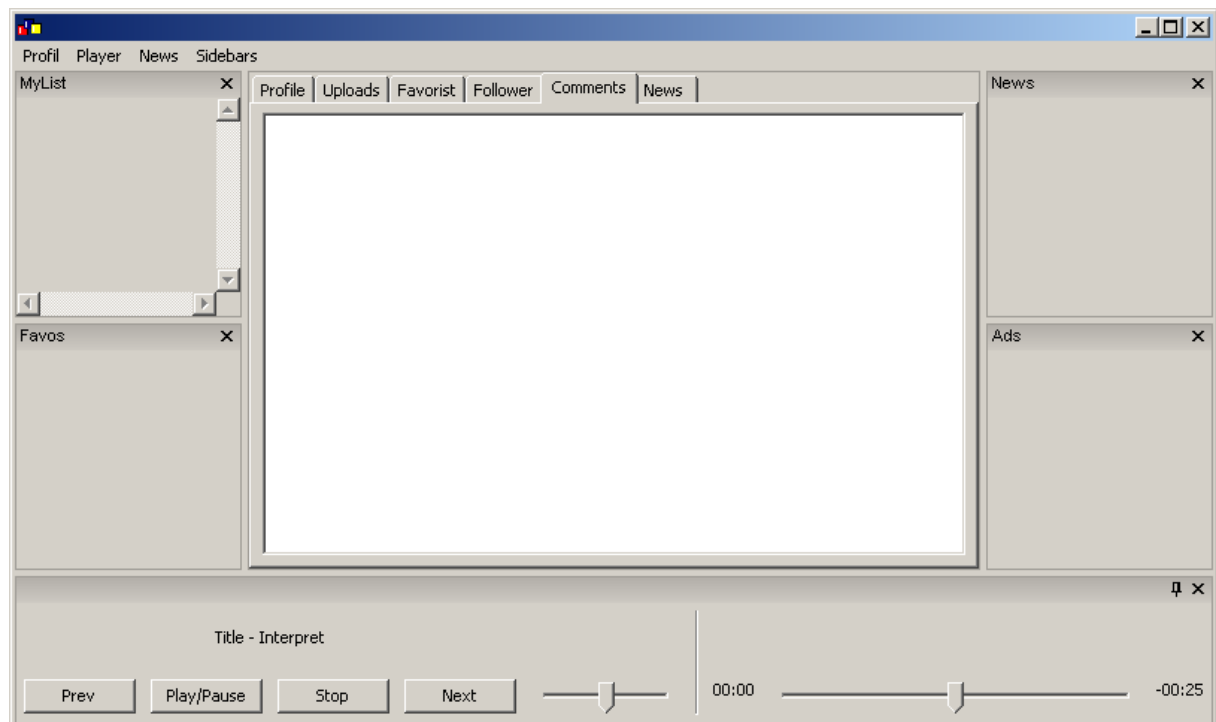 Profil Player News Sidebars
MyList
Profile Uploads Favorist Follower Comments News
News
Favos
Ads
Title - Interpret
Prev Play/Pause Stop Next 00:00 -00:25